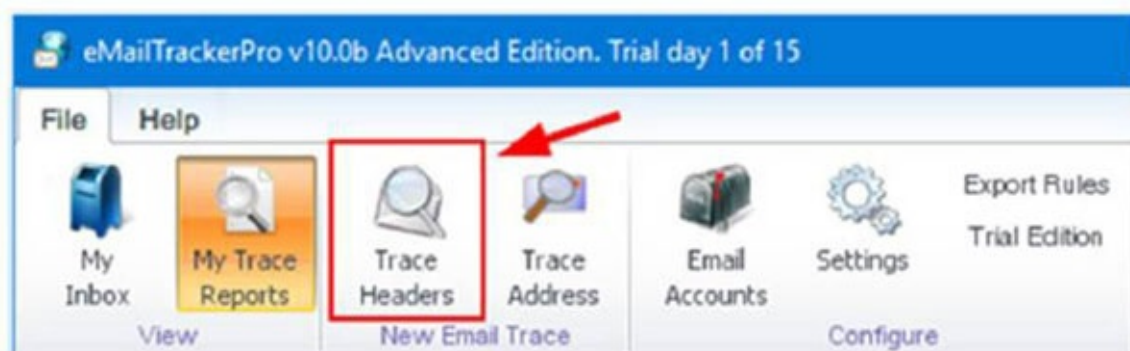 eMailTrackerPro v10.0b Advanced Edition. Trial day 1 of 15
File Help
My Inbox
My Trace Reports
Trace Headers
Trace Address
Email Accounts
Settings
Export Rules
Trial Edition
View
New Email Trace
Configure